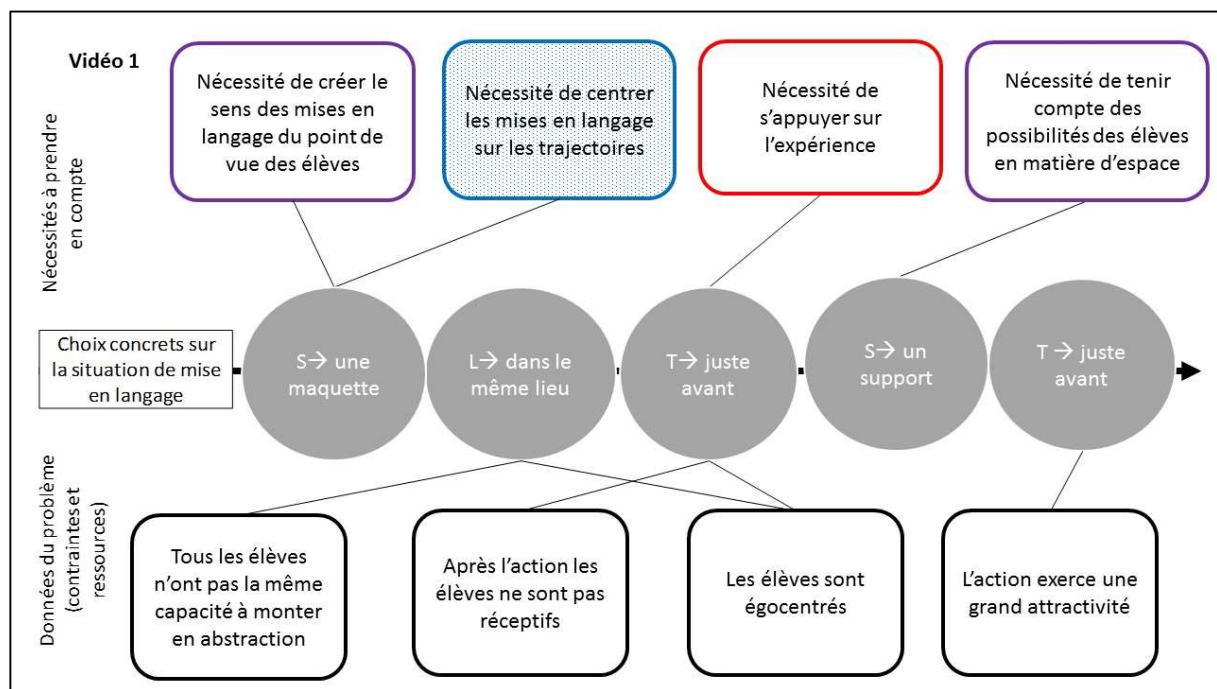 Vidéo 1
Nécessité de créer le
sens des mises en
langage du point de
vue des élèves
Nécessité de centrer
les mises en langage
sur les trajectoires
Nécessité de
s’appuyer sur
l’expérience
Nécessité de tenir
compte des
possibilités des élèves
en matière d’espace
Nécessités à prendre
en compte
Choix concrets sur
la situation de mise
en langage
S→ une
maquette
L→ dans le
même lieu
T→ juste
avant
S→ un
support
T → juste
avant
Données du problème
(contraintes et
ressources)
Tous les élèves
n’ont pas la même
capacité à monter
en abstraction
Après l’action les
élèves ne sont pas
réceptifs
Les élèves sont
égocentrés
L’action exerce une
grand attractivité